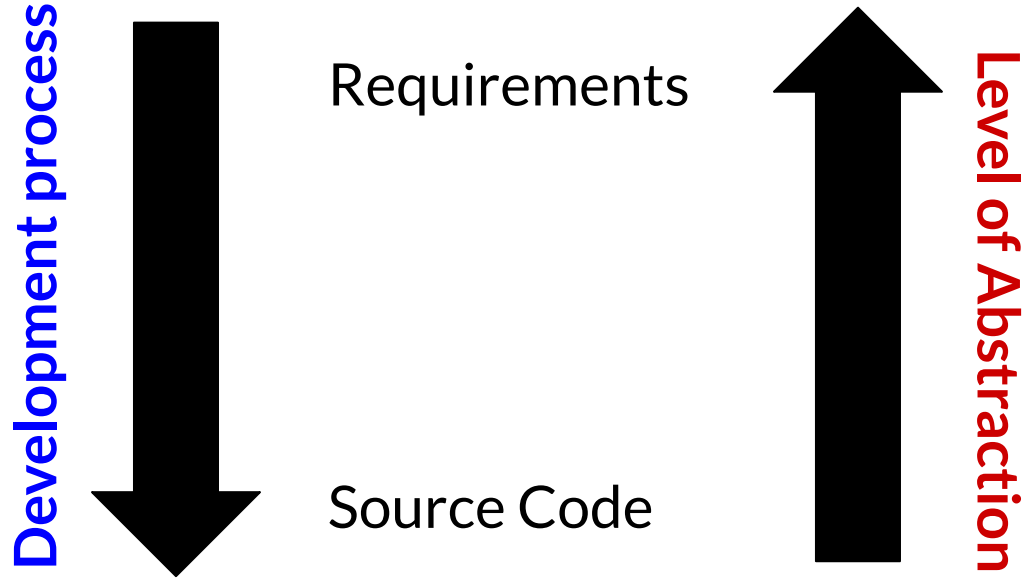 Development process
Requirements
Source Code
Level of Abstraction